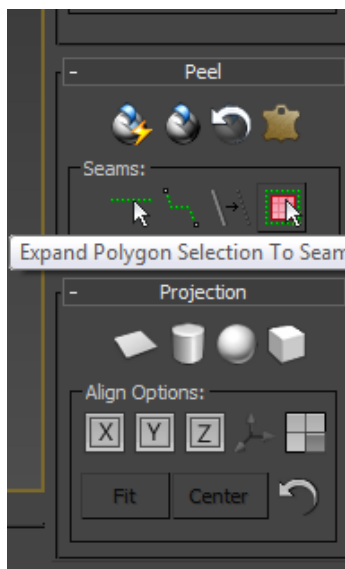 - Peel
Seams:
Expand Polygon Selection To Seam
- Projection
Align Options:
X Y Z
Fit Center